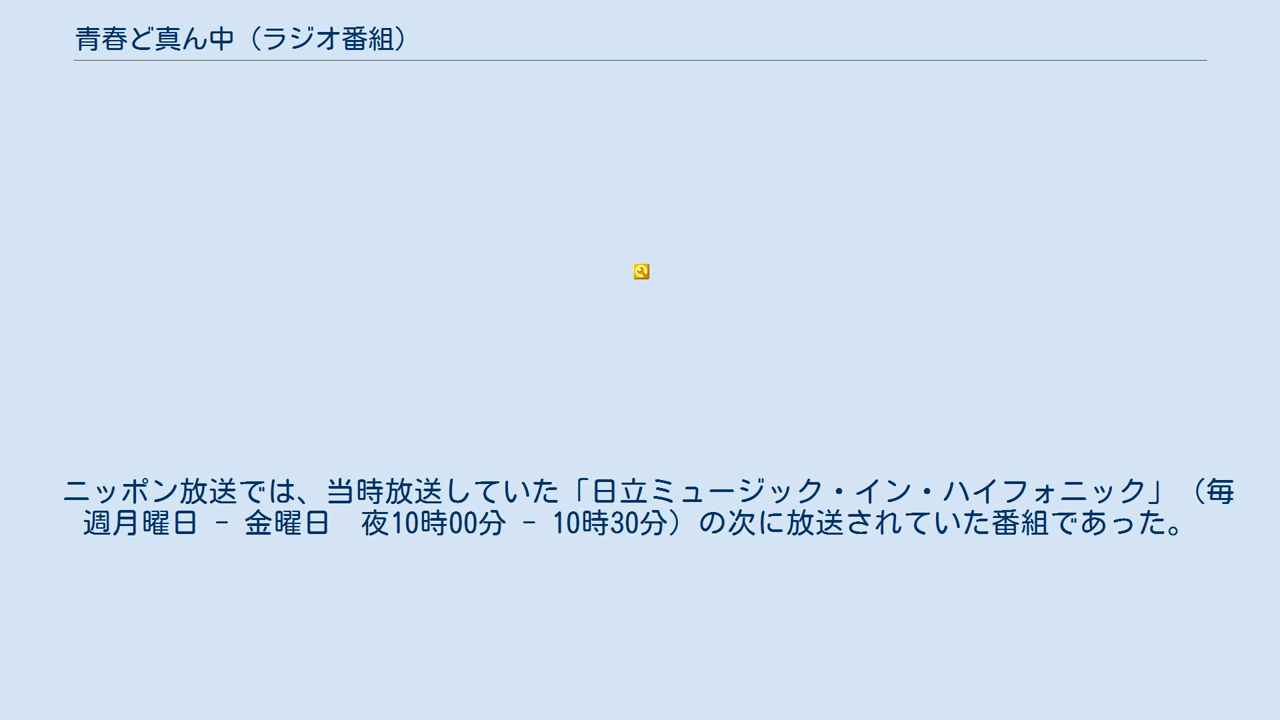 青春ど真ん中（ラジオ番組）
ニッポン放送では、当時放送していた「日立ミュージック・イン・ハイフォニック」（毎
週月曜日 - 金曜日　夜10時00分 - 10時30分）の次に放送されていた番組であった。